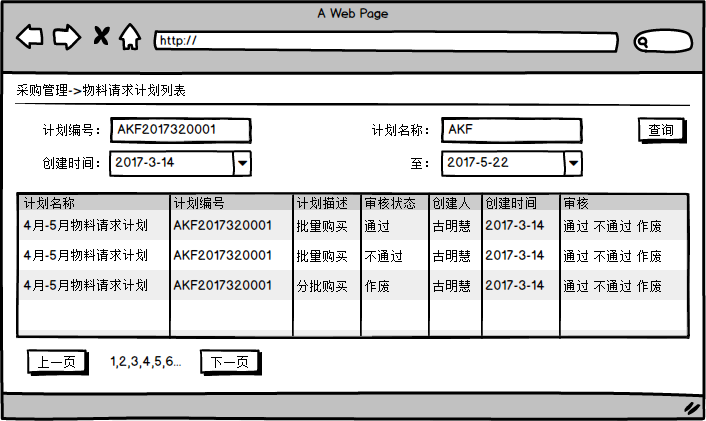 A Web Page
http://
采购管理->物料请求计划列表
计划编号： AKF2017320001 计划名称： AKF 查询
创建时间： 2017-3-14 至： 2017-5-22
计划名称 计划编号 计划描述 审核状态 创建人 创建时间 审核
4月-5月物料请求计划 AKF2017320001 批量购买 通过 古明慧 2017-3-14 通过 不通过 作废
4月-5月物料请求计划 AKF2017320001 批量购买 不通过 古明慧 2017-3-14 通过 不通过 作废
4月-5月物料请求计划 AKF2017320001 分批购买 作废 古明慧 2017-3-14 通过 不通过 作废
上一页 1,2,3,4,5,6... 下一页